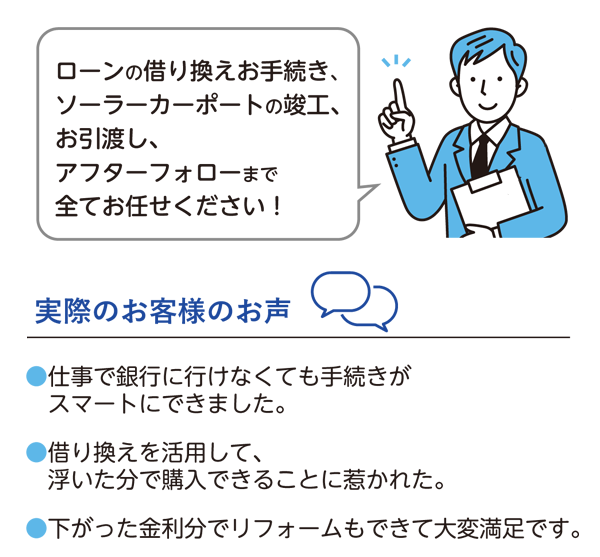 ローンの借り換えお手続き、
ソーラーカーポートの竣工、
お引渡し、
アフターフォローまで
全てお任せください！
実際のお客様のお声
●仕事で銀行に行けなくても手続きが
スマートにできました。
●借り換えを活用して、
浮いた分で購入できることに惹かれた。
●下がった金利分でリフォームもできて大変満足です。